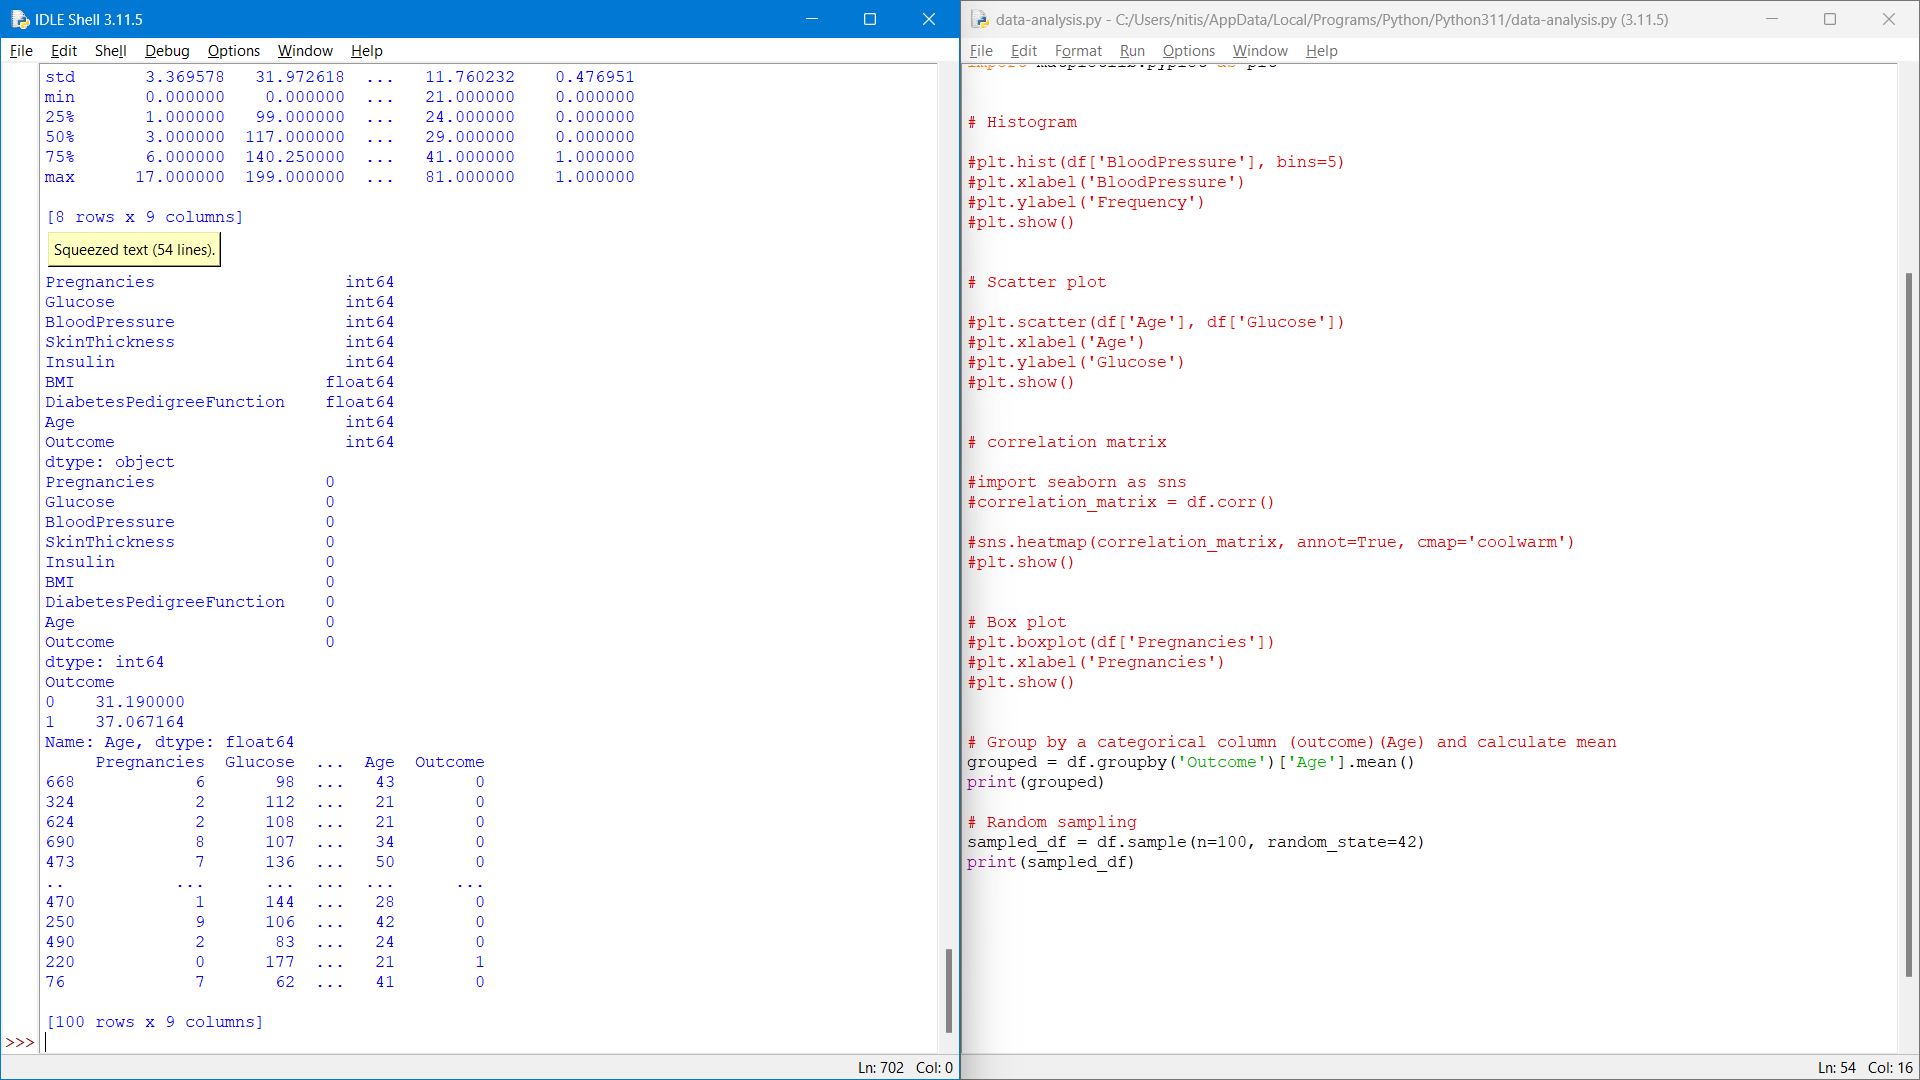 IDLE Shell 3.11.5
File Edit Shell Debug Options Window Help
std 3.369578 31.972618 ... 11.760232 0.476951
min 0.000000 0.000000 ... 21.000000 0.000000
25% 1.000000 99.000000 ... 24.000000 0.000000
50% 3.000000 117.000000 ... 29.000000 0.000000
75% 6.000000 140.250000 ... 41.000000 1.000000
max 17.000000 199.000000 ... 81.000000 1.000000
[8 rows x 9 columns]
Squeezed text (54 lines).
Pregnancies int64
Glucose int64
BloodPressure int64
SkinThickness int64
Insulin int64
BMI float64
DiabetesPedigreeFunction float64
Age int64
Outcome int64
dtype: object
Pregnancies 0
Glucose 0
BloodPressure 0
SkinThickness 0
Insulin 0
BMI 0
DiabetesPedigreeFunction 0
Age 0
Outcome 0
dtype: int64
Outcome
0 31.190000
1 37.067164
Name: Age, dtype: float64
Pregnancies Glucose ... Age Outcome
668 6 98 ... 43 0
324 2 112 ... 21 0
624 2 108 ... 21 0
690 8 107 ... 34 0
473 7 136 ... 50 0
.. ... ... ... ... ...
470 1 144 ... 28 0
250 9 106 ... 42 0
490 2 83 ... 24 0
220 0 177 ... 21 1
76 7 62 ... 41 0
[100 rows x 9 columns]
>>>
Ln: 702 Col: 0
data-analysis.py - C:/Users/nitis/AppData/Local/Programs/Python/Python311/data-analysis.py (3.11.5)
File Edit Format Run Options Window Help
import matplotlib.pyplot as plt
# Histogram
#plt.hist(df['BloodPressure'], bins=5)
#plt.xlabel('BloodPressure')
#plt.ylabel('Frequency')
#plt.show()
# Scatter plot
#plt.scatter(df['Age'], df['Glucose'])
#plt.xlabel('Age')
#plt.ylabel('Glucose')
#plt.show()
# correlation matrix
#import seaborn as sns
#correlation_matrix = df.corr()
#sns.heatmap(correlation_matrix, annot=True, cmap='coolwarm')
#plt.show()
# Box plot
#plt.boxplot(df['Pregnancies'])
#plt.xlabel('Pregnancies')
#plt.show()
# Group by a categorical column (outcome)(Age) and calculate mean
grouped = df.groupby('Outcome')['Age'].mean()
print(grouped)
# Random sampling
sampled_df = df.sample(n=100, random_state=42)
print(sampled_df)
Ln: 54 Col: 16